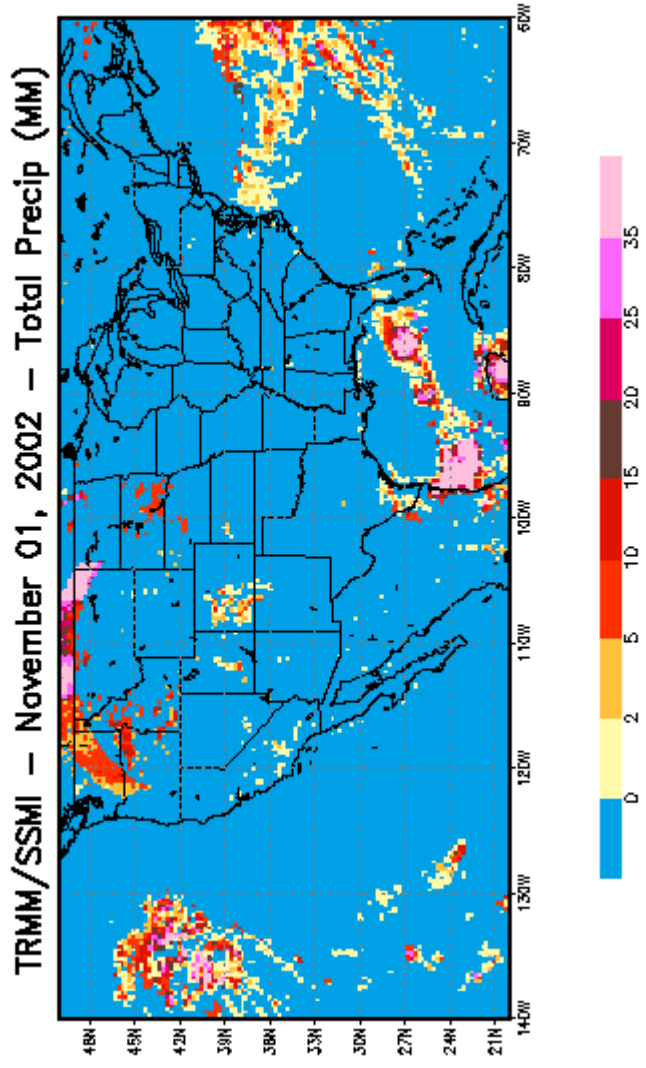 TRMM/SSMI – November 01, 2002 – Total Precip (MM)
48N
45N
42N
39N
36N
33N
30N
27N
24N
21N
140W 130W 120W 110W 100W 90W 80W 70W 60W
0 2 5 10 15 20 25 35